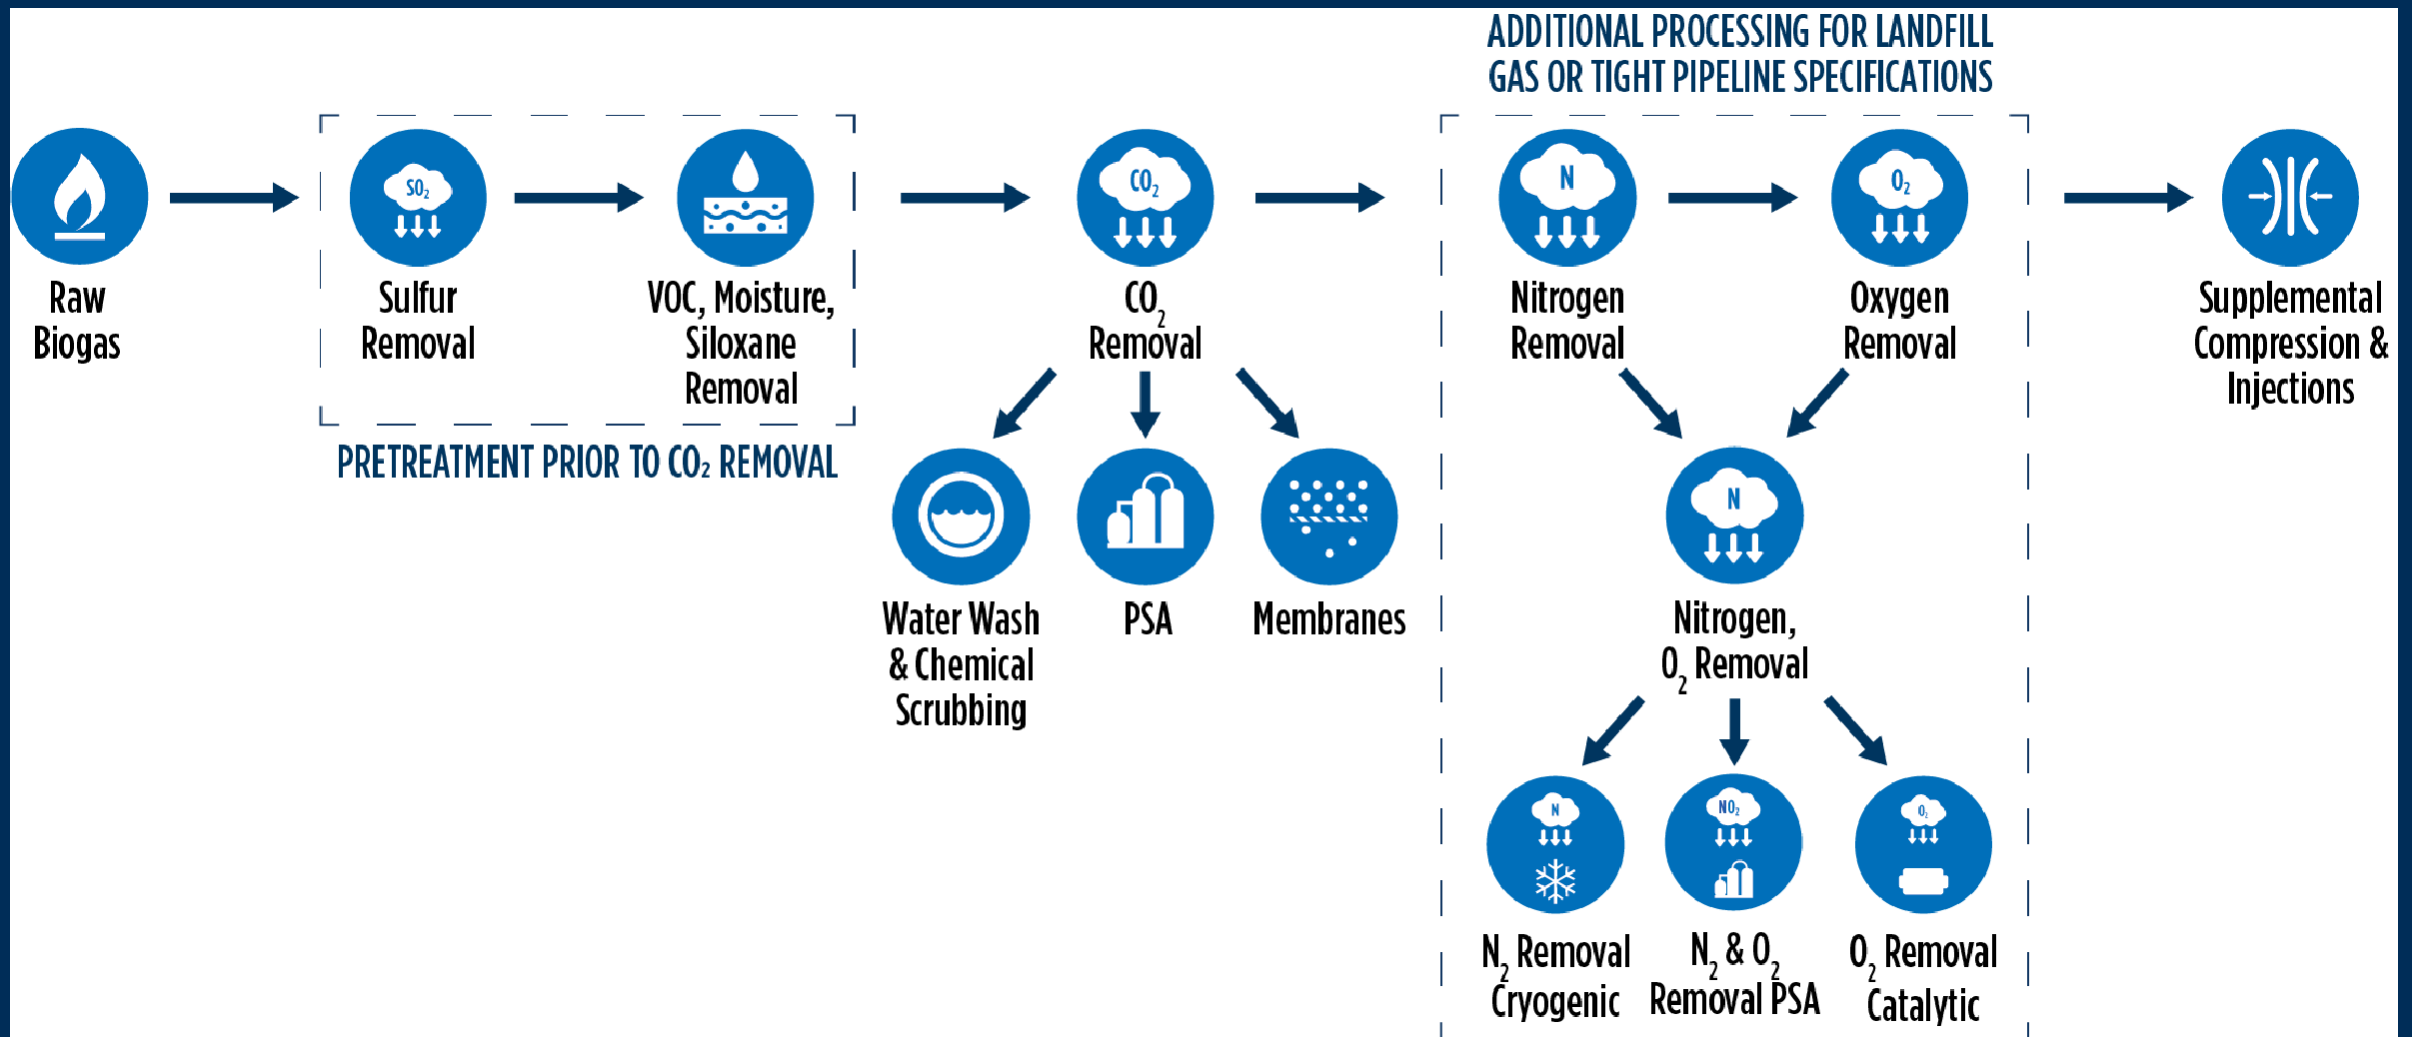 ADDITIONAL PROCESSING FOR LANDFILL
GAS OR TIGHT PIPELINE SPECIFICATIONS
SO₂
CO₂
N
O₂
Raw
Biogas
Sulfur
Removal
VOC, Moisture,
Siloxane
Removal
CO₂
Removal
Nitrogen
Removal
Oxygen
Removal
Supplemental
Compression &
Injections
PRETREATMENT PRIOR TO CO₂ REMOVAL
N
Water Wash
& Chemical
Scrubbing
PSA
Membranes
Nitrogen,
O₂ Removal
N
NO₂
O₂
N₂ Removal
Cryogenic
N₂ & O₂
Removal PSA
O₂ Removal
Catalytic